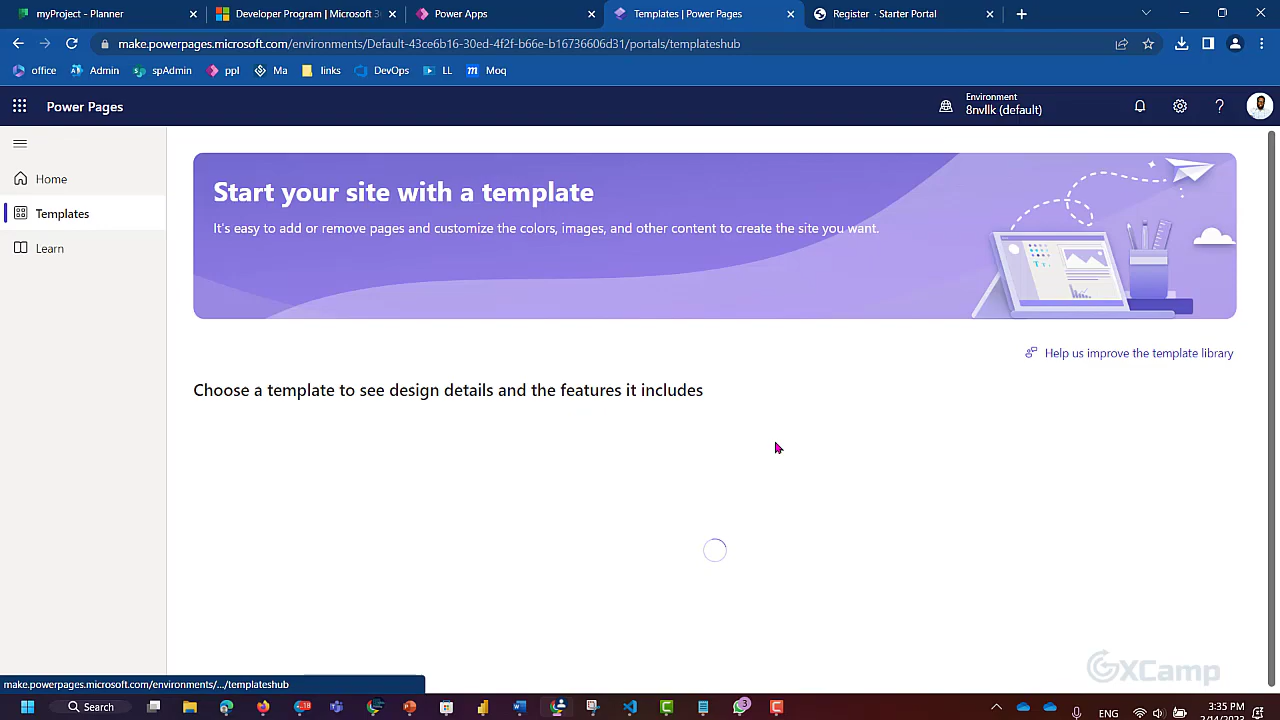 myProject - Planner
Developer Program | Microsoft 3
Power Apps
Templates | Power Pages
Register · Starter Portal
make.powerpages.microsoft.com/environments/Default-43ce6b16-30ed-4f2f-b66e-b16736606d31/portals/templateshub
office
Admin
spAdmin
ppl
Ma
links
DevOps
LL
Moq
Power Pages
Environment
8nvllk (default)
Home
Templates
Learn
Start your site with a template
It's easy to add or remove pages and customize the colors, images, and other content to create the site you want.
Help us improve the template library
Choose a template to see design details and the features it includes
XCamp
make.powerpages.microsoft.com/environments/.../templateshub
Search
ENG
3:35 PM